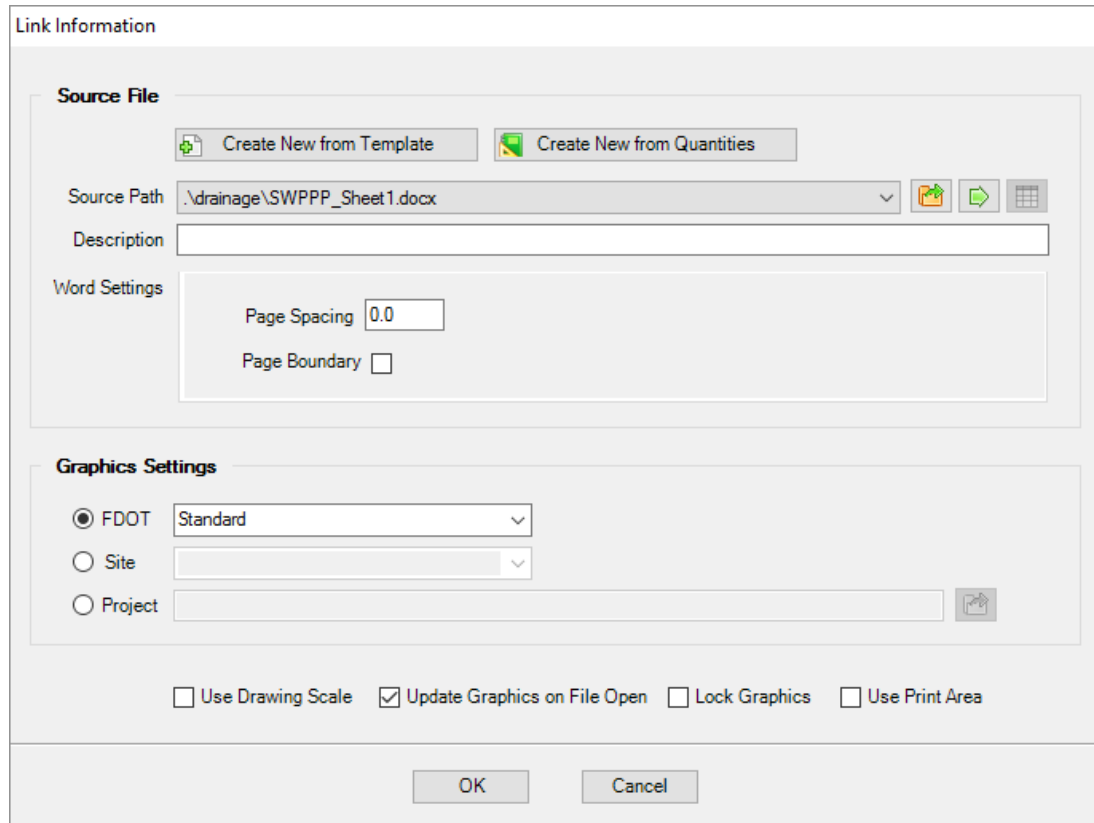 Link Information
Source File
Create New from Template Create New from Quantities
Source Path .\drainage\SWPPP_Sheet1.docx
Description
Word Settings
Page Spacing 0.0
Page Boundary
Graphics Settings
FDOT Standard
Site
Project
Use Drawing Scale Update Graphics on File Open Lock Graphics Use Print Area
OK Cancel